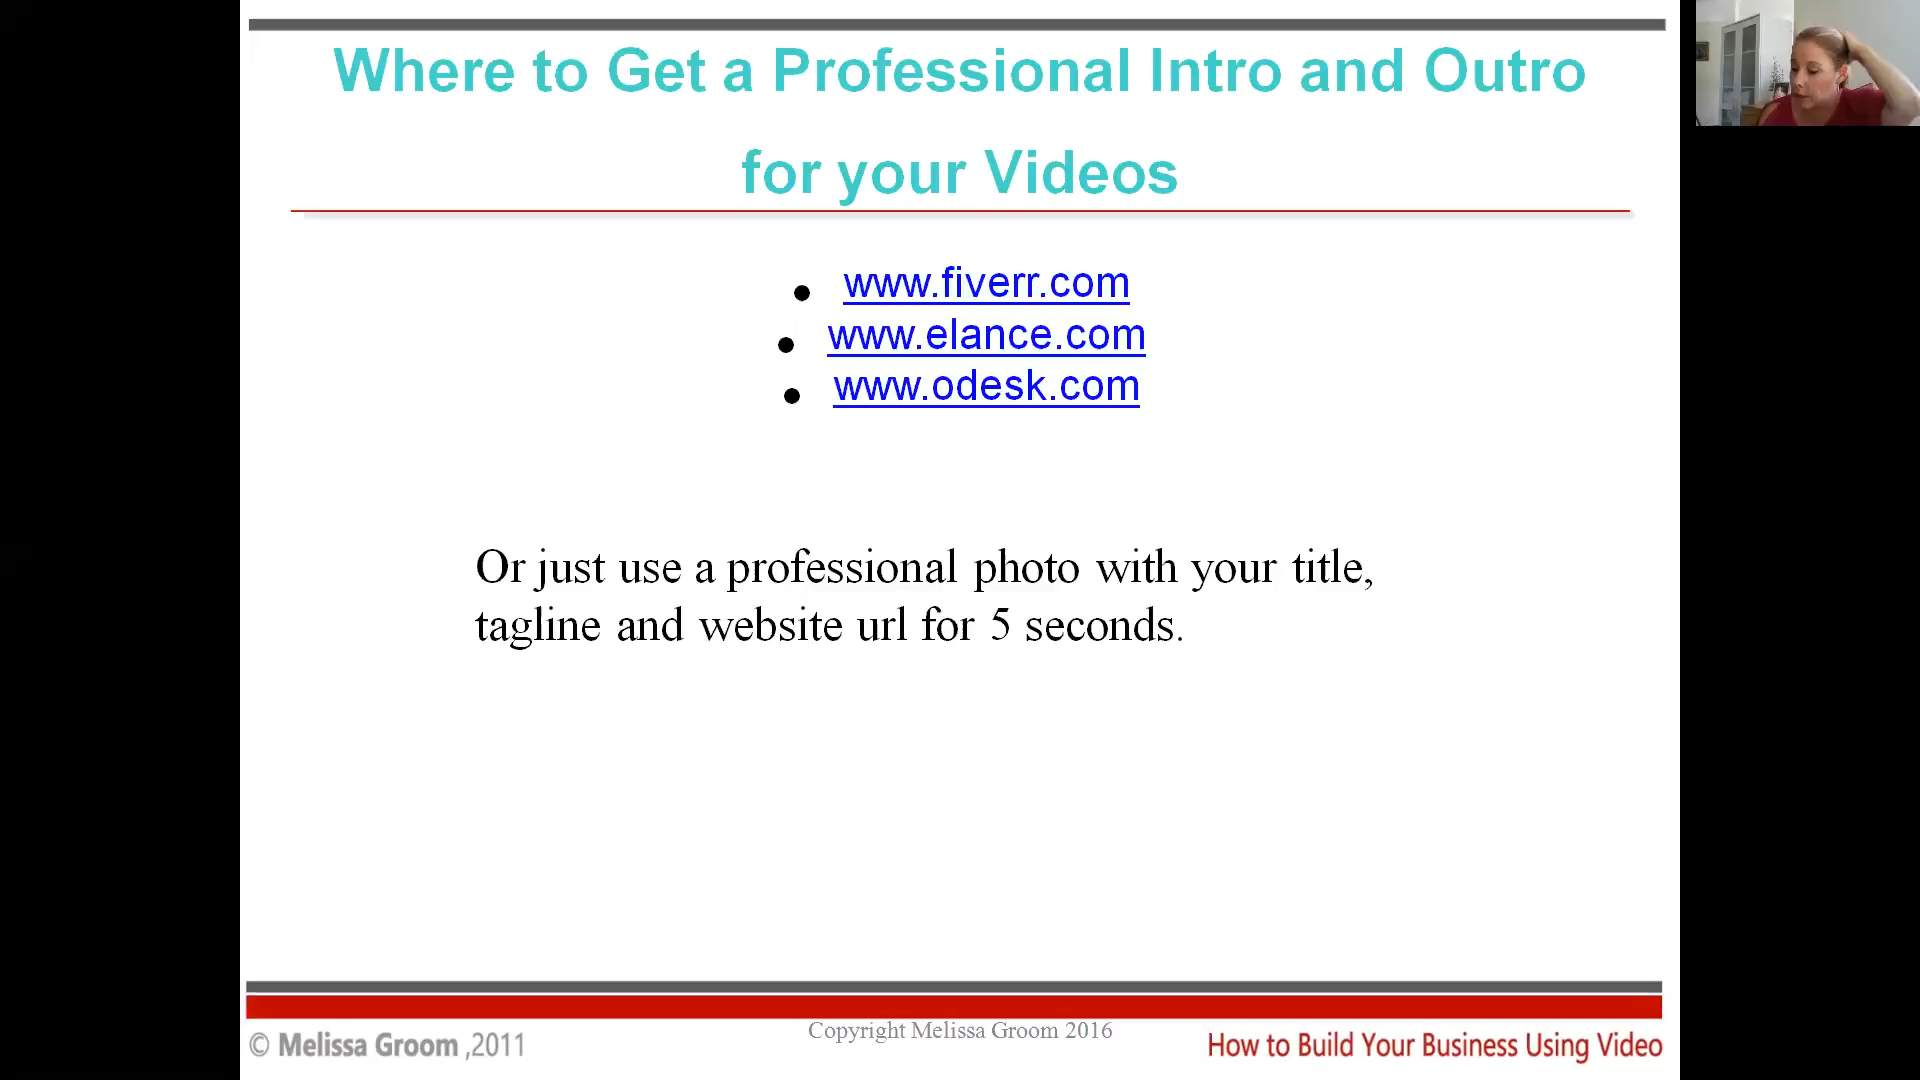 Where to Get a Professional Intro and Outro
for your Videos
www.fiverr.com
www.elance.com
www.odesk.com
Or just use a professional photo with your title,
tagline and website url for 5 seconds.
© Melissa Groom ,2011
Copyright Melissa Groom 2016
How to Build Your Business Using Video